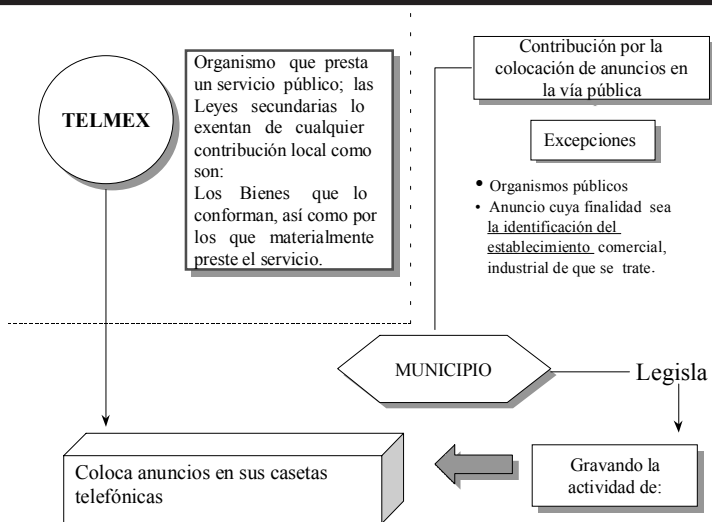 TELMEX
Organismo que presta
un servicio público; las
Leyes secundarias lo
exentan de cualquier
contribución local como
son:
Los Bienes que lo
conforman, así como por
los que materialmente
preste el servicio.
Contribución por la
colocación de anuncios en
la vía pública
Excepciones
• Organismos públicos
• Anuncio cuya finalidad sea
la identificación del
establecimiento comercial,
industrial de que se trate.
MUNICIPIO
Legisla
Coloca anuncios en sus casetas
telefónicas
Gravando la
actividad de: